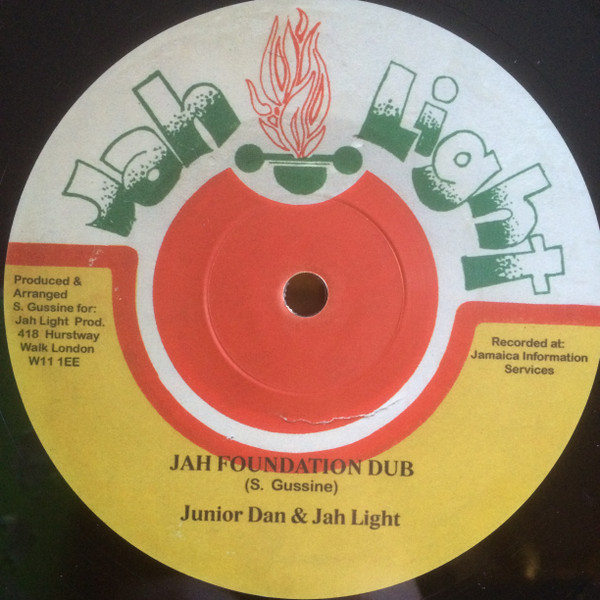 Jah Light
Produced &
Arranged
S. Gussine for:
Jah Light Prod.
418 Hurstway
Walk London
W11 1EE
Recorded at:
Jamaica Information
Services
JAH FOUNDATION DUB
(S. Gussine)
Junior Dan & Jah Light